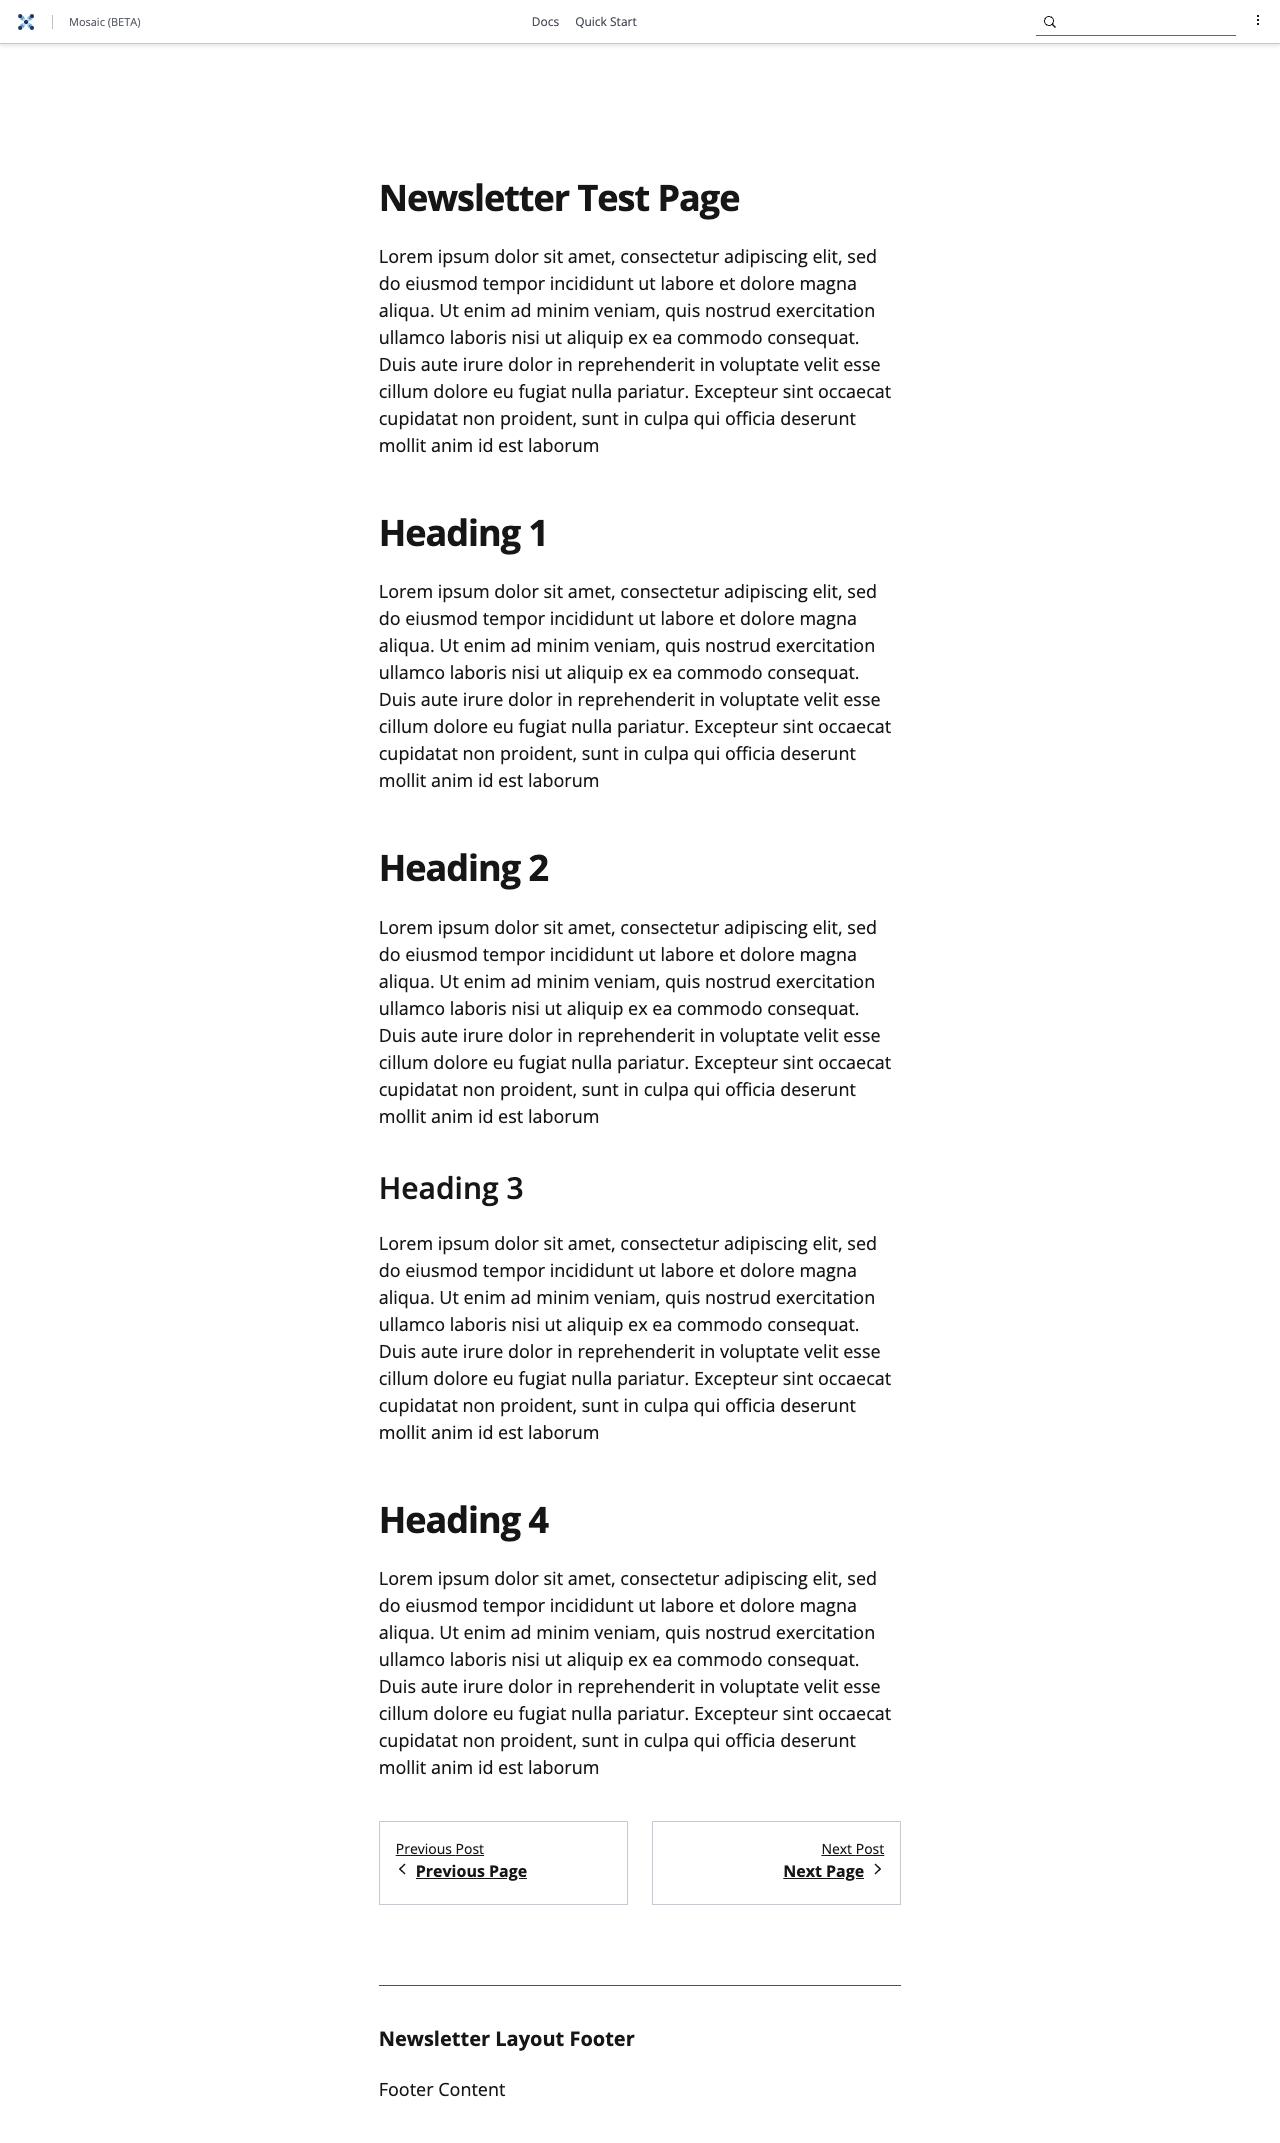 Mosaic (BETA)
Docs Quick Start
Newsletter Test Page
Lorem ipsum dolor sit amet, consectetur adipiscing elit, sed
do eiusmod tempor incididunt ut labore et dolore magna
aliqua. Ut enim ad minim veniam, quis nostrud exercitation
ullamco laboris nisi ut aliquip ex ea commodo consequat.
Duis aute irure dolor in reprehenderit in voluptate velit esse
cillum dolore eu fugiat nulla pariatur. Excepteur sint occaecat
cupidatat non proident, sunt in culpa qui officia deserunt
mollit anim id est laborum
Heading 1
Lorem ipsum dolor sit amet, consectetur adipiscing elit, sed
do eiusmod tempor incididunt ut labore et dolore magna
aliqua. Ut enim ad minim veniam, quis nostrud exercitation
ullamco laboris nisi ut aliquip ex ea commodo consequat.
Duis aute irure dolor in reprehenderit in voluptate velit esse
cillum dolore eu fugiat nulla pariatur. Excepteur sint occaecat
cupidatat non proident, sunt in culpa qui officia deserunt
mollit anim id est laborum
Heading 2
Lorem ipsum dolor sit amet, consectetur adipiscing elit, sed
do eiusmod tempor incididunt ut labore et dolore magna
aliqua. Ut enim ad minim veniam, quis nostrud exercitation
ullamco laboris nisi ut aliquip ex ea commodo consequat.
Duis aute irure dolor in reprehenderit in voluptate velit esse
cillum dolore eu fugiat nulla pariatur. Excepteur sint occaecat
cupidatat non proident, sunt in culpa qui officia deserunt
mollit anim id est laborum
Heading 3
Lorem ipsum dolor sit amet, consectetur adipiscing elit, sed
do eiusmod tempor incididunt ut labore et dolore magna
aliqua. Ut enim ad minim veniam, quis nostrud exercitation
ullamco laboris nisi ut aliquip ex ea commodo consequat.
Duis aute irure dolor in reprehenderit in voluptate velit esse
cillum dolore eu fugiat nulla pariatur. Excepteur sint occaecat
cupidatat non proident, sunt in culpa qui officia deserunt
mollit anim id est laborum
Heading 4
Lorem ipsum dolor sit amet, consectetur adipiscing elit, sed
do eiusmod tempor incididunt ut labore et dolore magna
aliqua. Ut enim ad minim veniam, quis nostrud exercitation
ullamco laboris nisi ut aliquip ex ea commodo consequat.
Duis aute irure dolor in reprehenderit in voluptate velit esse
cillum dolore eu fugiat nulla pariatur. Excepteur sint occaecat
cupidatat non proident, sunt in culpa qui officia deserunt
mollit anim id est laborum
Previous Post
Previous Page
Next Post
Next Page
Newsletter Layout Footer
Footer Content